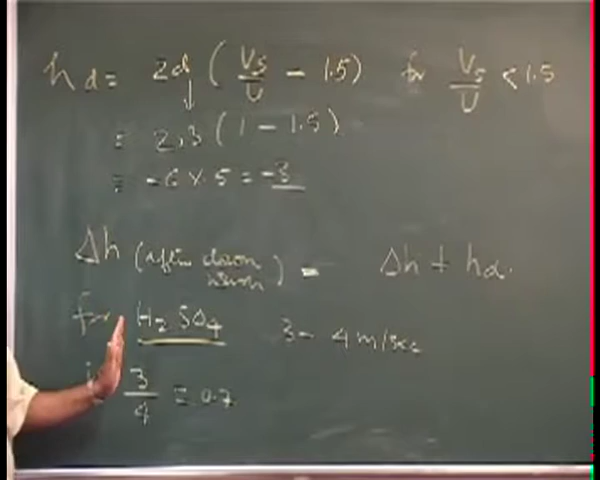 h d = 2d ( Vs/U - 1.5 ) for Vs/U < 1.5
= 2.3 ( 1 - 1.5 )
= -6 x .5 = -3
Δh (after down wash) = Δh + hd.
for H2SO4 3 - 4 m/sec
3/4 = 0.7